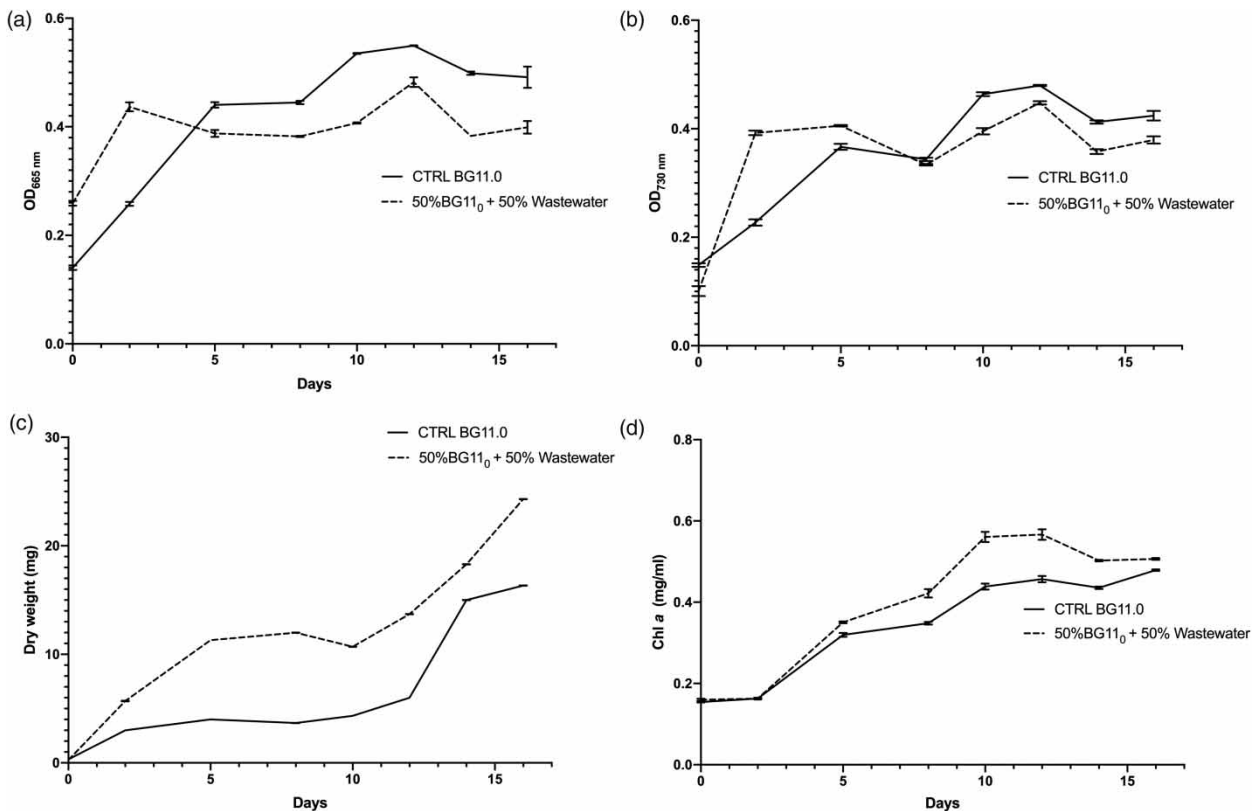 (a)
0.6
0.4
0.2
0.0
OD665 nm
CTRL BG11.0
50%BG110 + 50% Wastewater
0 5 10 15
Days
(b)
0.6
0.4
0.2
0.0
OD730 nm
CTRL BG11.0
50%BG110 + 50% Wastewater
0 5 10 15
(c)
30
20
10
0
Dry weight (mg)
CTRL BG11.0
50%BG110 + 50% Wastewater
0 5 10 15
Days
(d)
0.8
0.6
0.4
0.2
0.0
Chl a (mg/ml)
CTRL BG11.0
50%BG110 + 50% Wastewater
0 5 10 15
Days